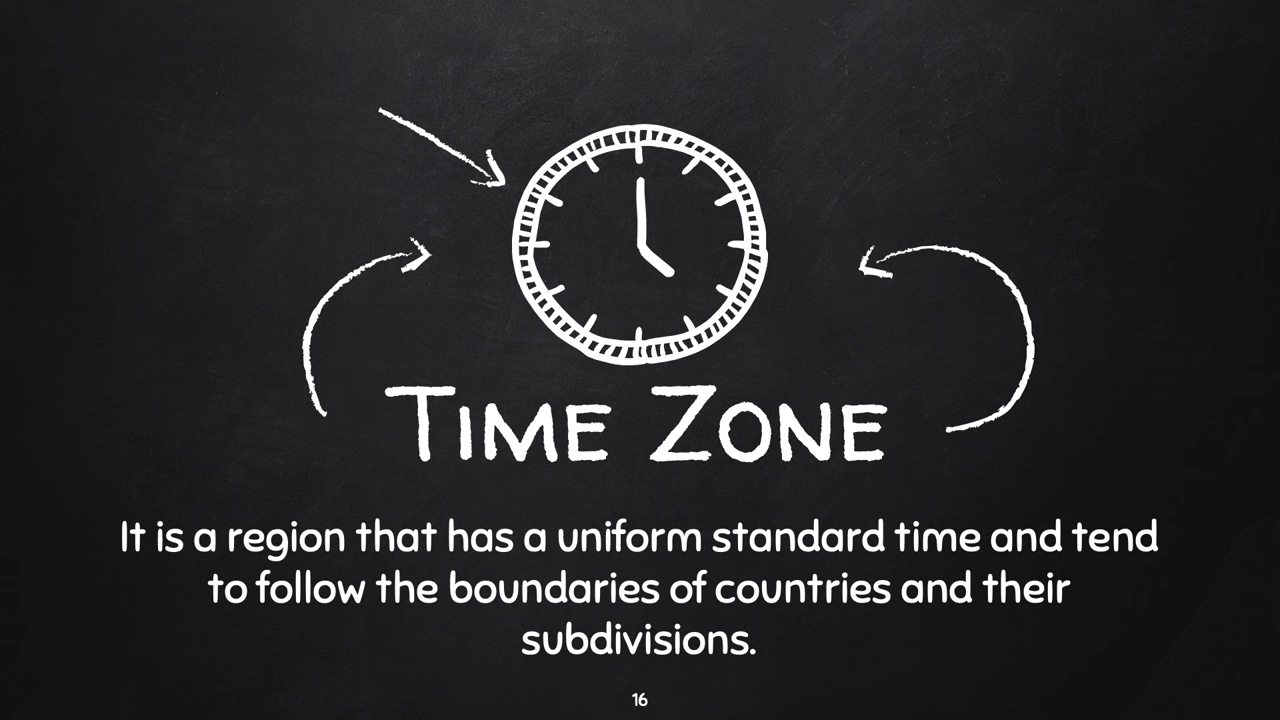 Time Zone
It is a region that has a uniform standard time and tend
to follow the boundaries of countries and their
subdivisions.
16